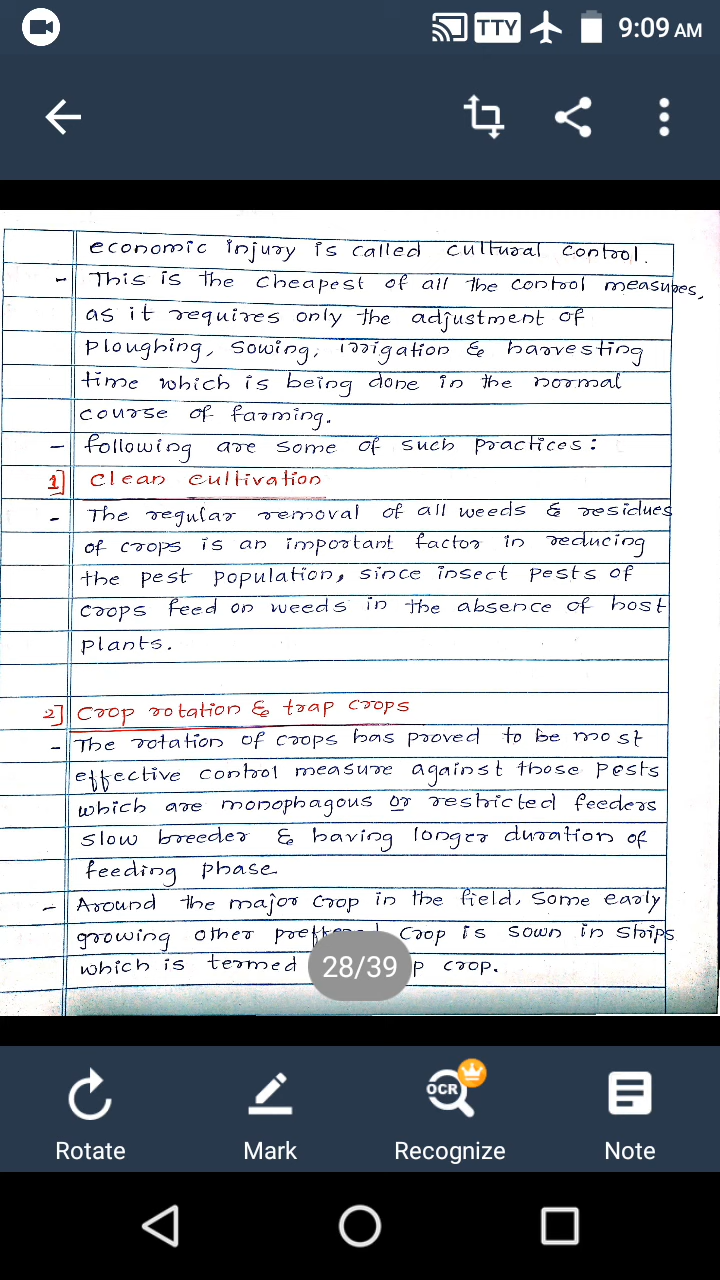 TTY 9:09 AM
economic injury is called cultural control.
- This is the cheapest of all the control measures,
as it requires only the adjustment of
ploughing, sowing, irrigation & harvesting
time which is being done in the normal
course of farming.
- following are some of such practices :
1] Clean cultivation
- The regular removal of all weeds & residues
of crops is an important factor in reducing
the pest population, since insect pests of
crops feed on weeds in the absence of host
plants.
2] Crop rotation & trap crops
- The rotation of crops has proved to be most
effective control measure against those pests
which are monophagous or restricted feeders
slow breeder & having longer duration of
feeding phase
- Around the major crop in the field, some early
growing other crop is sown in strips
which is termed crop.
28/39
OCR
Rotate Mark Recognize Note